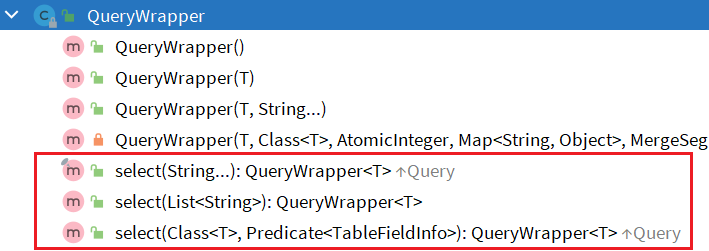 QueryWrapper
QueryWrapper()
QueryWrapper(T)
QueryWrapper(T, String...)
QueryWrapper(T, Class<T>, AtomicInteger, Map<String, Object>, MergeSeg
select(String...): QueryWrapper<T> ↑Query
select(List<String>): QueryWrapper<T>
select(Class<T>, Predicate<TableFieldInfo>): QueryWrapper<T> ↑Query